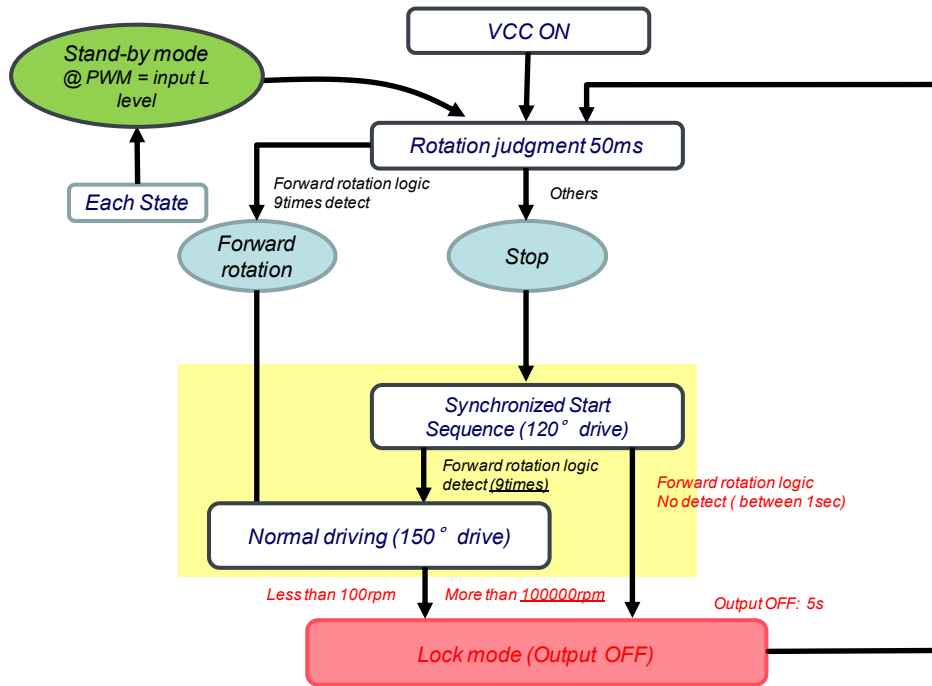 VCC ON
Stand-by mode
@ PWM = input L
level
Rotation judgment 50ms
Each State
Forward rotation logic
9times detect
Others
Forward
rotation
Stop
Synchronized Start
Sequence (120° drive)
Forward rotation logic
detect (9times)
Forward rotation logic
No detect ( between 1sec)
Normal driving (150° drive)
Less than 100rpm
More than 100000rpm
Output OFF: 5s
Lock mode (Output OFF)